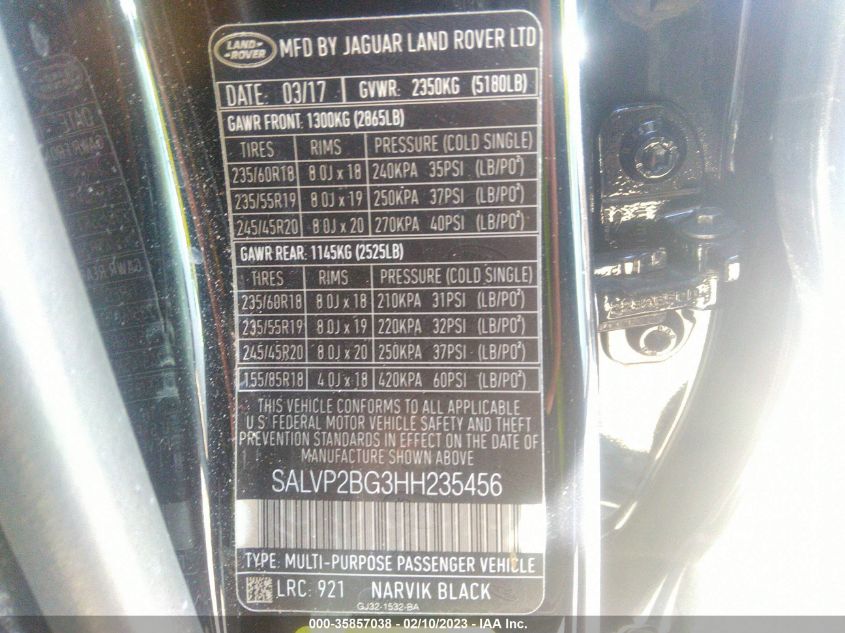 LAND ROVER MFD BY JAGUAR LAND ROVER LTD
DATE: 03/17 GVWR: 2350KG (5180LB)
GAWR FRONT: 1300KG (2865LB)
TIRES RIMS PRESSURE (COLD SINGLE)
235/60R18 8.0J x 18 240KPA 35PSI (LB/PO²)
235/55R19 8.0J x 19 250KPA 37PSI (LB/PO²)
245/45R20 8.0J x 20 270KPA 40PSI (LB/PO²)
GAWR REAR: 1145KG (2525LB)
TIRES RIMS PRESSURE (COLD SINGLE)
235/60R18 8.0J x 18 210KPA 31PSI (LB/PO²)
235/55R19 8.0J x 19 220KPA 32PSI (LB/PO²)
245/45R20 8.0J x 20 250KPA 37PSI (LB/PO²)
155/85R18 4.0J x 18 420KPA 60PSI (LB/PO²)
THIS VEHICLE CONFORMS TO ALL APPLICABLE
U.S. FEDERAL MOTOR VEHICLE SAFETY AND THEFT
PREVENTION STANDARDS IN EFFECT ON THE DATE OF
MANUFACTURE SHOWN ABOVE
SALVP2BG3HH235456
TYPE: MULTI-PURPOSE PASSENGER VEHICLE
LRC: 921 NARVIK BLACK
GJ32-1532-BA
000-35857038 - 02/10/2023 - IAA Inc.